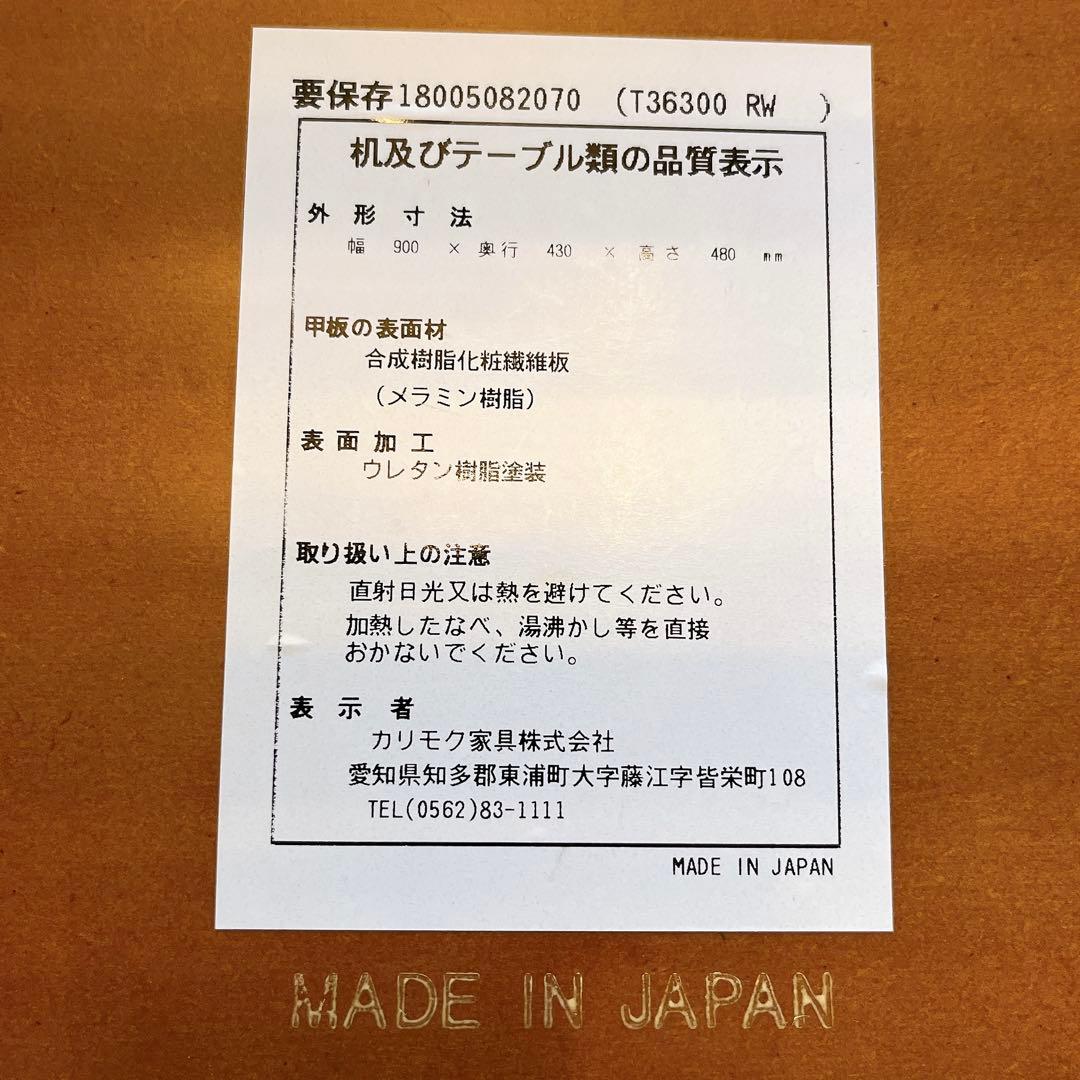 要保存18005082070 (T36300 RW )
机及びテーブル類の品質表示
外形寸法
幅 900 × 奥行 430 × 高さ 480 mm
甲板の表面材
合成樹脂化粧繊維板
(メラミン樹脂)
表面加工
ウレタン樹脂塗装
取り扱い上の注意
直射日光又は熱を避けてください。
加熱したなべ、湯沸かし等を直接
おかないでください。
表示者
カリモク家具株式会社
愛知県知多郡東浦町大字藤江字皆栄町108
TEL(0562)83-1111
MADE IN JAPAN
MADE IN JAPAN